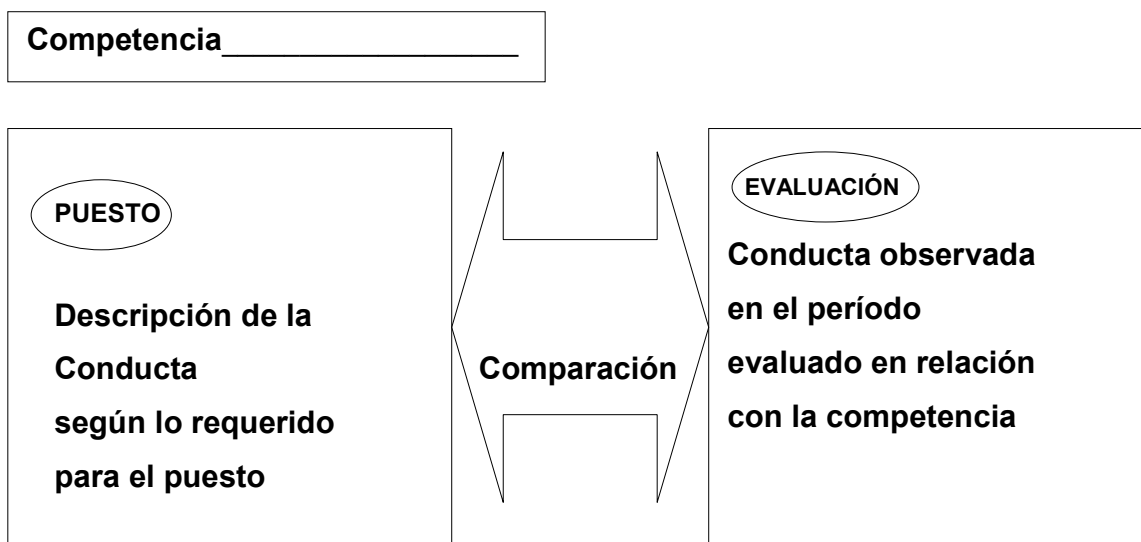 Competencia___________________
PUESTO
Descripción de la
Conducta
según lo requerido
para el puesto
Comparación
EVALUACIÓN
Conducta observada
en el período
evaluado en relación
con la competencia